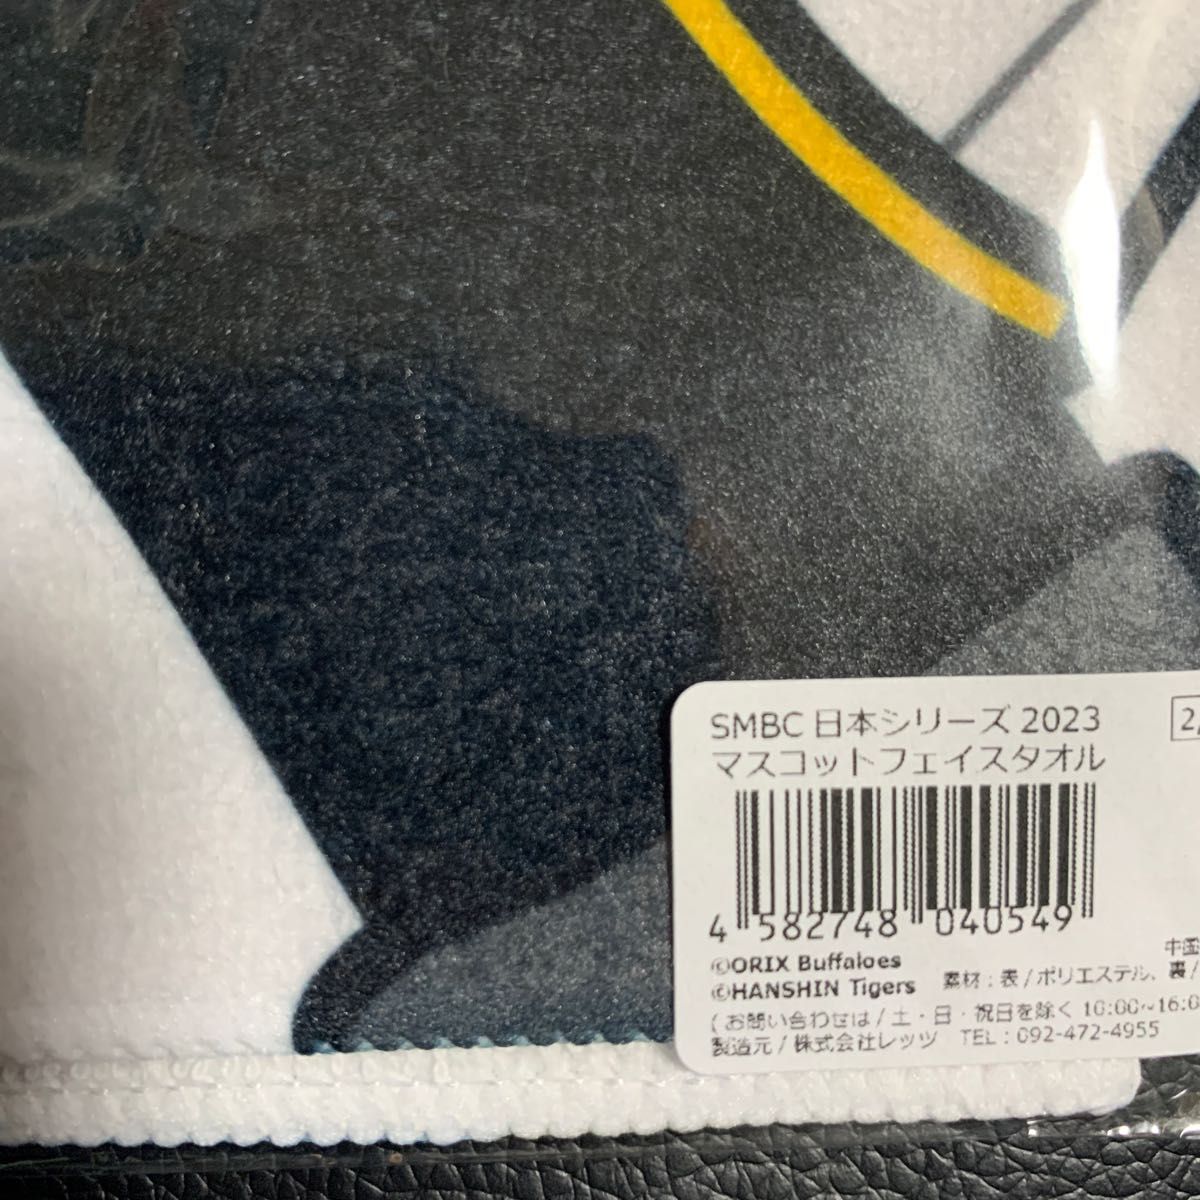 SMBC 日本シリーズ 2023
マスコットフェイスタオル
4 582748 040549
©ORIX Buffaloes
©HANSHIN Tigers
中国
素材：表/ポリエステル、裏/
(お問い合わせは/土・日・祝日を除く 10:00~16:0
製造元/株式会社レッツ TEL：092-472-4955